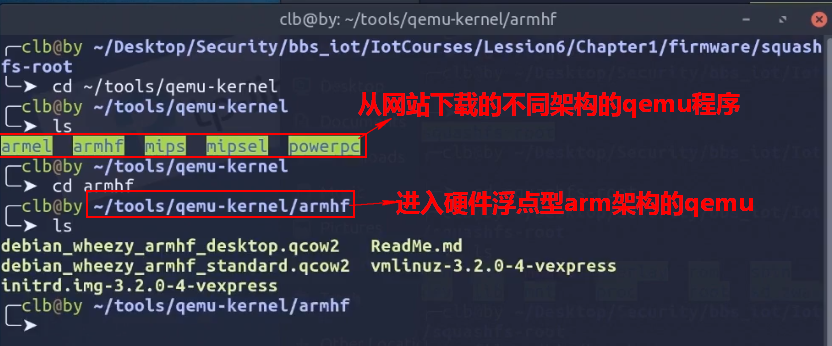 clb@by: ~/tools/qemu-kernel/armhf
clb@by ~/Desktop/Security/bbs_iot/IotCourses/Lession6/Chapter1/firmware/squash
fs-root
cd ~/tools/qemu-kernel
clb@by ~/tools/qemu-kernel
从网站下载的不同架构的qemu程序
ls
armel armhf mips mipsel powerpc
clb@by ~/tools/qemu-kernel
cd armhf
clb@by ~/tools/qemu-kernel/armhf
进入硬件浮点型arm架构的qemu
ls
debian_wheezy_armhf_desktop.qcow2 ReadMe.md
debian_wheezy_armhf_standard.qcow2 vmlinuz-3.2.0-4-vexpress
initrd.img-3.2.0-4-vexpress
clb@by ~/tools/qemu-kernel/armhf